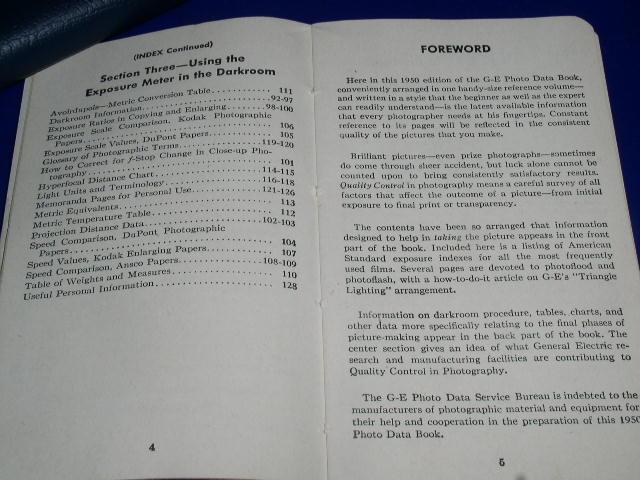 (INDEX Continued)
Section Three—Using the
Exposure Meter in the Darkroom
Avoirdupois—Metric Conversion Table........... 111
Darkroom Information..................92-97
Exposure Ratios in Copying and Enlarging......98-100
Exposure Scale Comparison, Kodak Photographic
Papers.................... 106
Exposure Scale Values, DuPont Papers......... 105
Glossary of Photographic Terms............119-120
How to Correct for f-Stop Change in Close-up Pho-
tography...................... 101
Hyperfocal Distance Chart..................114-115
Light Units and Terminology................116-118
Memoranda Pages for Personal Use..........121-126
Metric Equivalents......................... 113
Metric Temperature Table................... 112
Projection Distance Data..................102-103
Speed Comparison, DuPont Photographic
Papers.............................. 104
Speed Values, Kodak Enlarging Papers......... 107
Speed Comparison, Ansco Papers...........108-109
Table of Weights and Measures............... 110
Useful Personal Information................. 128
4
FOREWORD
Here in this 1950 edition of the G-E Photo Data Book,
conveniently arranged in one handy-size reference volume—
and written in a style that the beginner as well as the expert
can readily understand—is the latest available information
that every photographer needs at his fingertips. Constant
reference to its pages will be reflected in the consistent
quality of the pictures that you make.
Brilliant pictures—even prize photographs—sometimes
do come through sheer accident, but luck alone cannot be
counted upon to bring consistently satisfactory results.
Quality Control in photography means a careful survey of all
factors that affect the outcome of a picture—from initial
exposure to final print or transparency.
The contents have been so arranged that information
designed to help in taking the picture appears in the front
part of the book. Included here is a listing of American
Standard exposure indexes for all the most frequently
used films. Several pages are devoted to photoflood and
photoflash, with a how-to-do-it article on G-E's "Triangle
Lighting" arrangement.
Information on darkroom procedure, tables, charts, and
other data more specifically relating to the final phases of
picture-making appear in the back part of the book. The
center section gives an idea of what General Electric re-
search and manufacturing facilities are contributing to
Quality Control in Photography.
The G-E Photo Data Service Bureau is indebted to the
manufacturers of photographic material and equipment for
their help and cooperation in the preparation of this 1950
Photo Data Book.
5